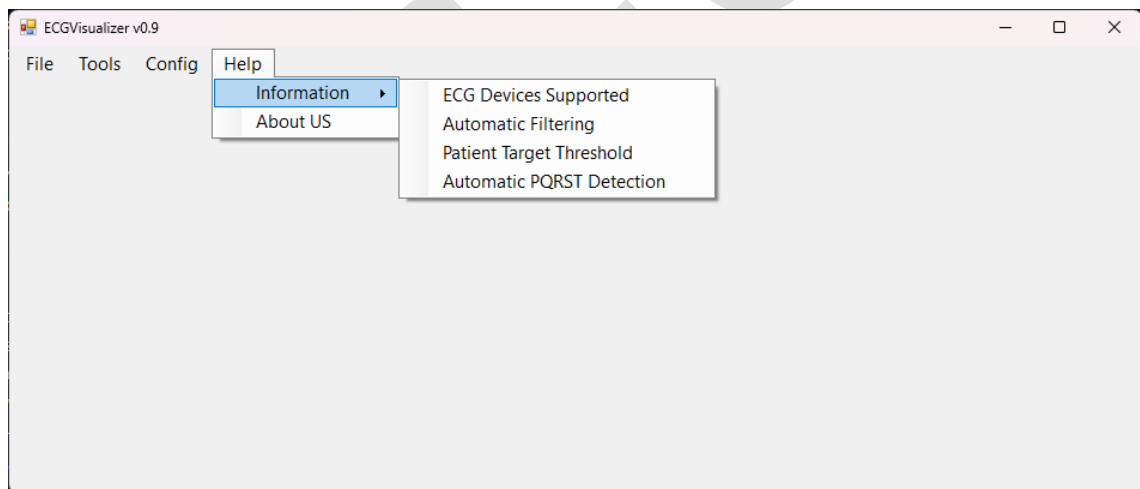 ECGVisualizer v0.9
File Tools Config Help
Information
About US
ECG Devices Supported
Automatic Filtering
Patient Target Threshold
Automatic PQRST Detection